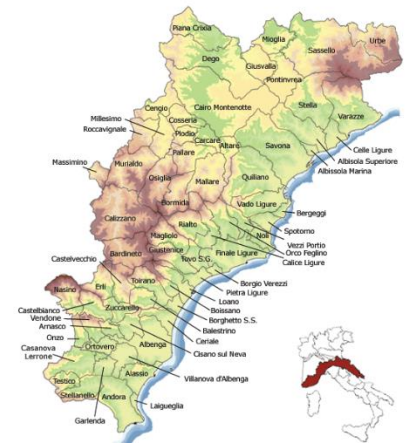 Piana Crixia
Mioglia
Urbe
Sassello
Dego
Giusvalla
Pontinvrea
Stella
Varazze
Cengio
Cairo Montenotte
Millesimo
Cosseria
Roccavignale
Plodio
Carcare
Altare
Savona
Celle Ligure
Albisola Superiore
Albissola Marina
Pallare
Massimino
Murialdo
Osiglia
Mallare
Quiliano
Bormida
Vado Ligure
Calizzano
Bergeggi
Rialto
Spotorno
Magliolo
Noli
Vezzi Portio
Orco Feglino
Calice Ligure
Castelvecchio
Bardineto
Giustenice
Tovo S.G.
Finale Ligure
Toirano
Nasino
Erli
Borgio Verezzi
Pietra Ligure
Castelbianco
Zuccarello
Loano
Vendone
Boissano
Arnasco
Borghetto S.S.
Balestrino
Onzo
Ortovero
Albenga
Ceriale
Casanova
Lerrone
Cisano sul Neva
Testico
Alassio
Villanova d'Albenga
Stellanello
Andora
Garlenda
Laigueglia